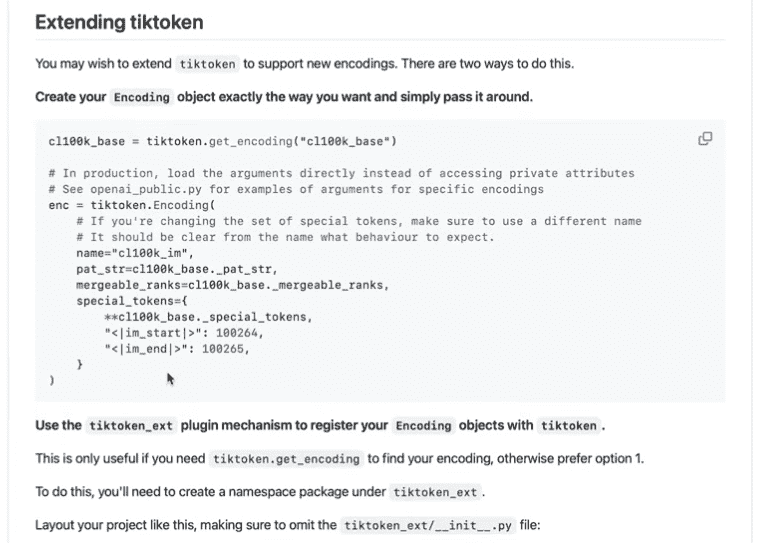 Extending tiktoken
You may wish to extend tiktoken to support new encodings. There are two ways to do this.
Create your Encoding object exactly the way you want and simply pass it around.
cl100k_base = tiktoken.get_encoding("cl100k_base")
# In production, load the arguments directly instead of accessing private attributes
# See openai_public.py for examples of arguments for specific encodings
enc = tiktoken.Encoding(
    # If you're changing the set of special tokens, make sure to use a different name
    # It should be clear from the name what behaviour to expect.
    name="cl100k_im",
    pat_str=cl100k_base._pat_str,
    mergeable_ranks=cl100k_base._mergeable_ranks,
    special_tokens={
        **cl100k_base._special_tokens,
        "<|im_start|>": 100264,
        "<|im_end|>": 100265,
    }
)
Use the tiktoken_ext plugin mechanism to register your Encoding objects with tiktoken.
This is only useful if you need tiktoken.get_encoding to find your encoding, otherwise prefer option 1.
To do this, you'll need to create a namespace package under tiktoken_ext.
Layout your project like this, making sure to omit the tiktoken_ext/__init__.py file: